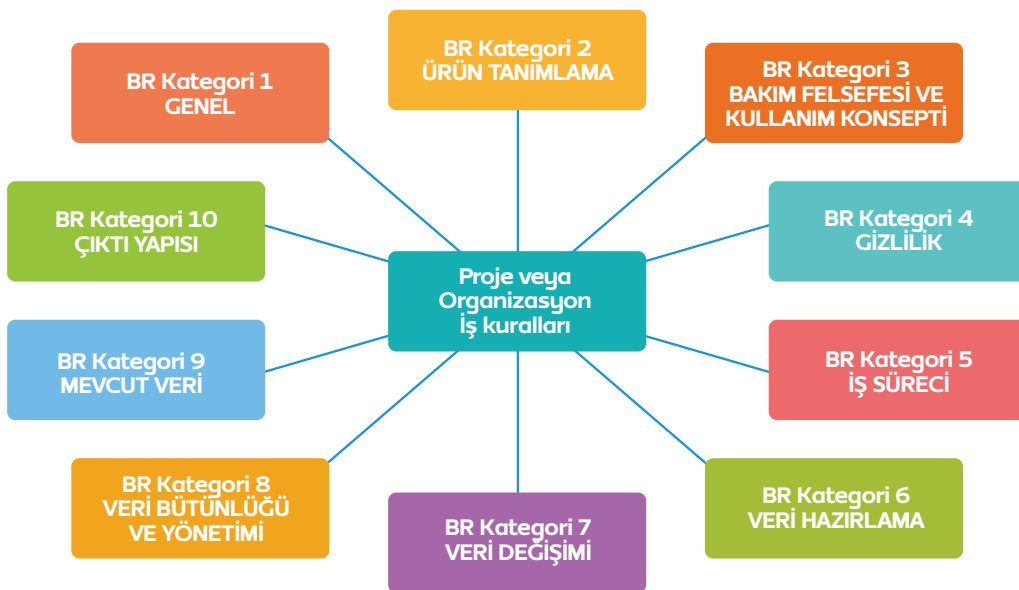 BR Kategori 1
GENEL
BR Kategori 2
ÜRÜN TANIMLAMA
BR Kategori 3
BAKIM FELSEFESİ VE
KULLANIM KONSEPTİ
BR Kategori 4
GİZLİLİK
BR Kategori 5
İŞ SÜRECİ
BR Kategori 6
VERİ HAZIRLAMA
BR Kategori 7
VERİ DEĞİŞİMİ
BR Kategori 8
VERİ BÜTÜNLÜĞÜ
VE YÖNETİMİ
BR Kategori 9
MEVCUT VERİ
BR Kategori 10
ÇIKTI YAPISI
Proje veya
Organizasyon
İş kuralları